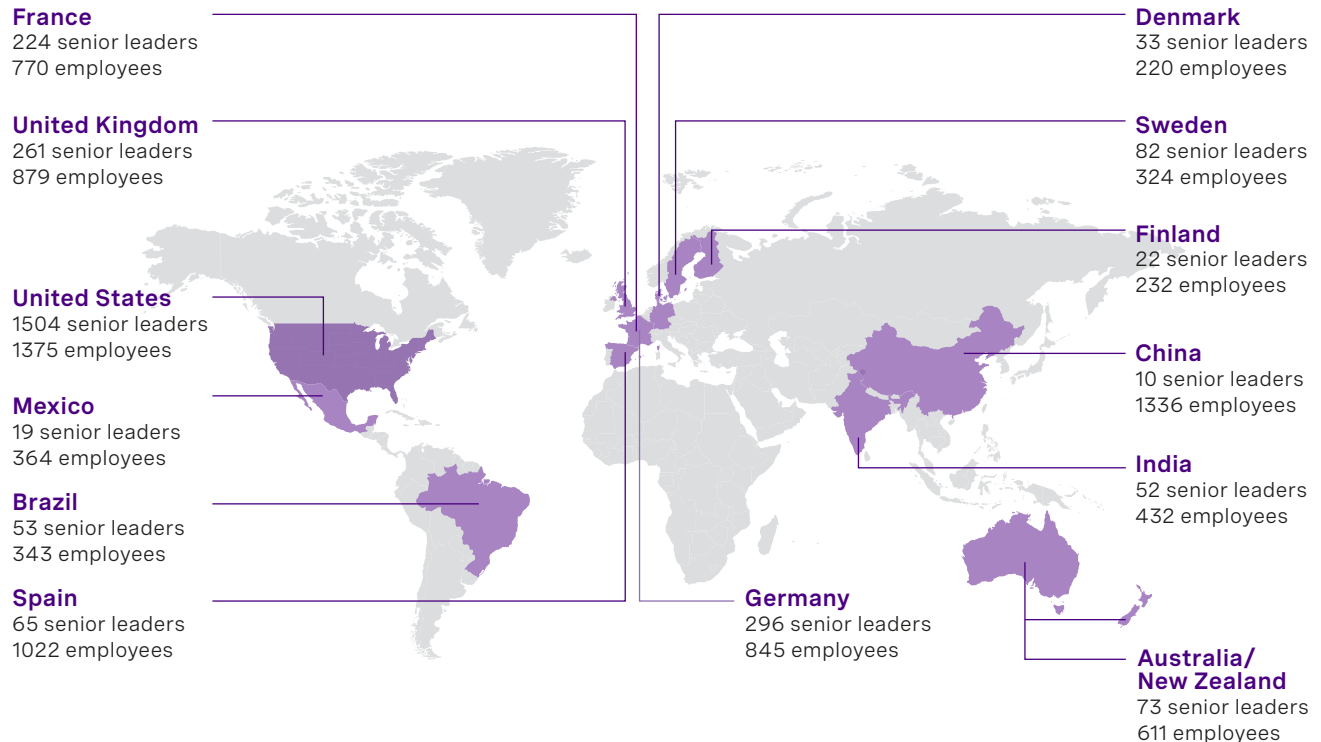 France
224 senior leaders
770 employees
United Kingdom
261 senior leaders
879 employees
United States
1504 senior leaders
1375 employees
Mexico
19 senior leaders
364 employees
Brazil
53 senior leaders
343 employees
Spain
65 senior leaders
1022 employees
Germany
296 senior leaders
845 employees
Denmark
33 senior leaders
220 employees
Sweden
82 senior leaders
324 employees
Finland
22 senior leaders
232 employees
China
10 senior leaders
1336 employees
India
52 senior leaders
432 employees
Australia/
New Zealand
73 senior leaders
611 employees